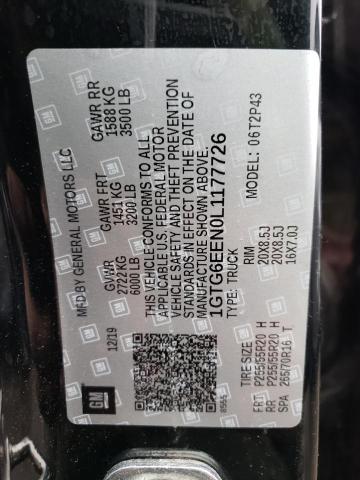 GM
12/19
MFD BY GENERAL MOTORS LLC
GVWR
2722 KG
6000 LB
GAWR FRT
1451 KG
3200 LB
GAWR RR
1588 KG
3500 LB
THIS VEHICLE CONFORMS TO ALL
APPLICABLE U.S. FEDERAL MOTOR
VEHICLE SAFETY AND THEFT PREVENTION
STANDARDS IN EFFECT ON THE DATE OF
MANUFACTURE SHOWN ABOVE.
1GTG6EEN0L1177726
TYPE: TRUCK
MODEL: 06T2P43
TIRE SIZE
RIM
FRT P255/55R20 H 20X8.5J
RR P255/55R20 H 20X8.5J
SPA 265/70R16 T 16X7.0J